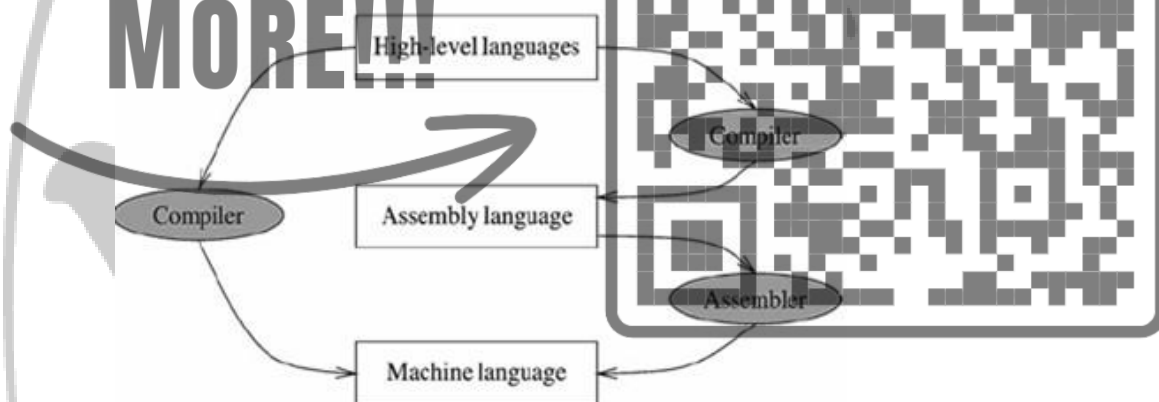 MORE!!!
High-level languages
Compiler
Compiler
Assembly language
Assembler
Machine language